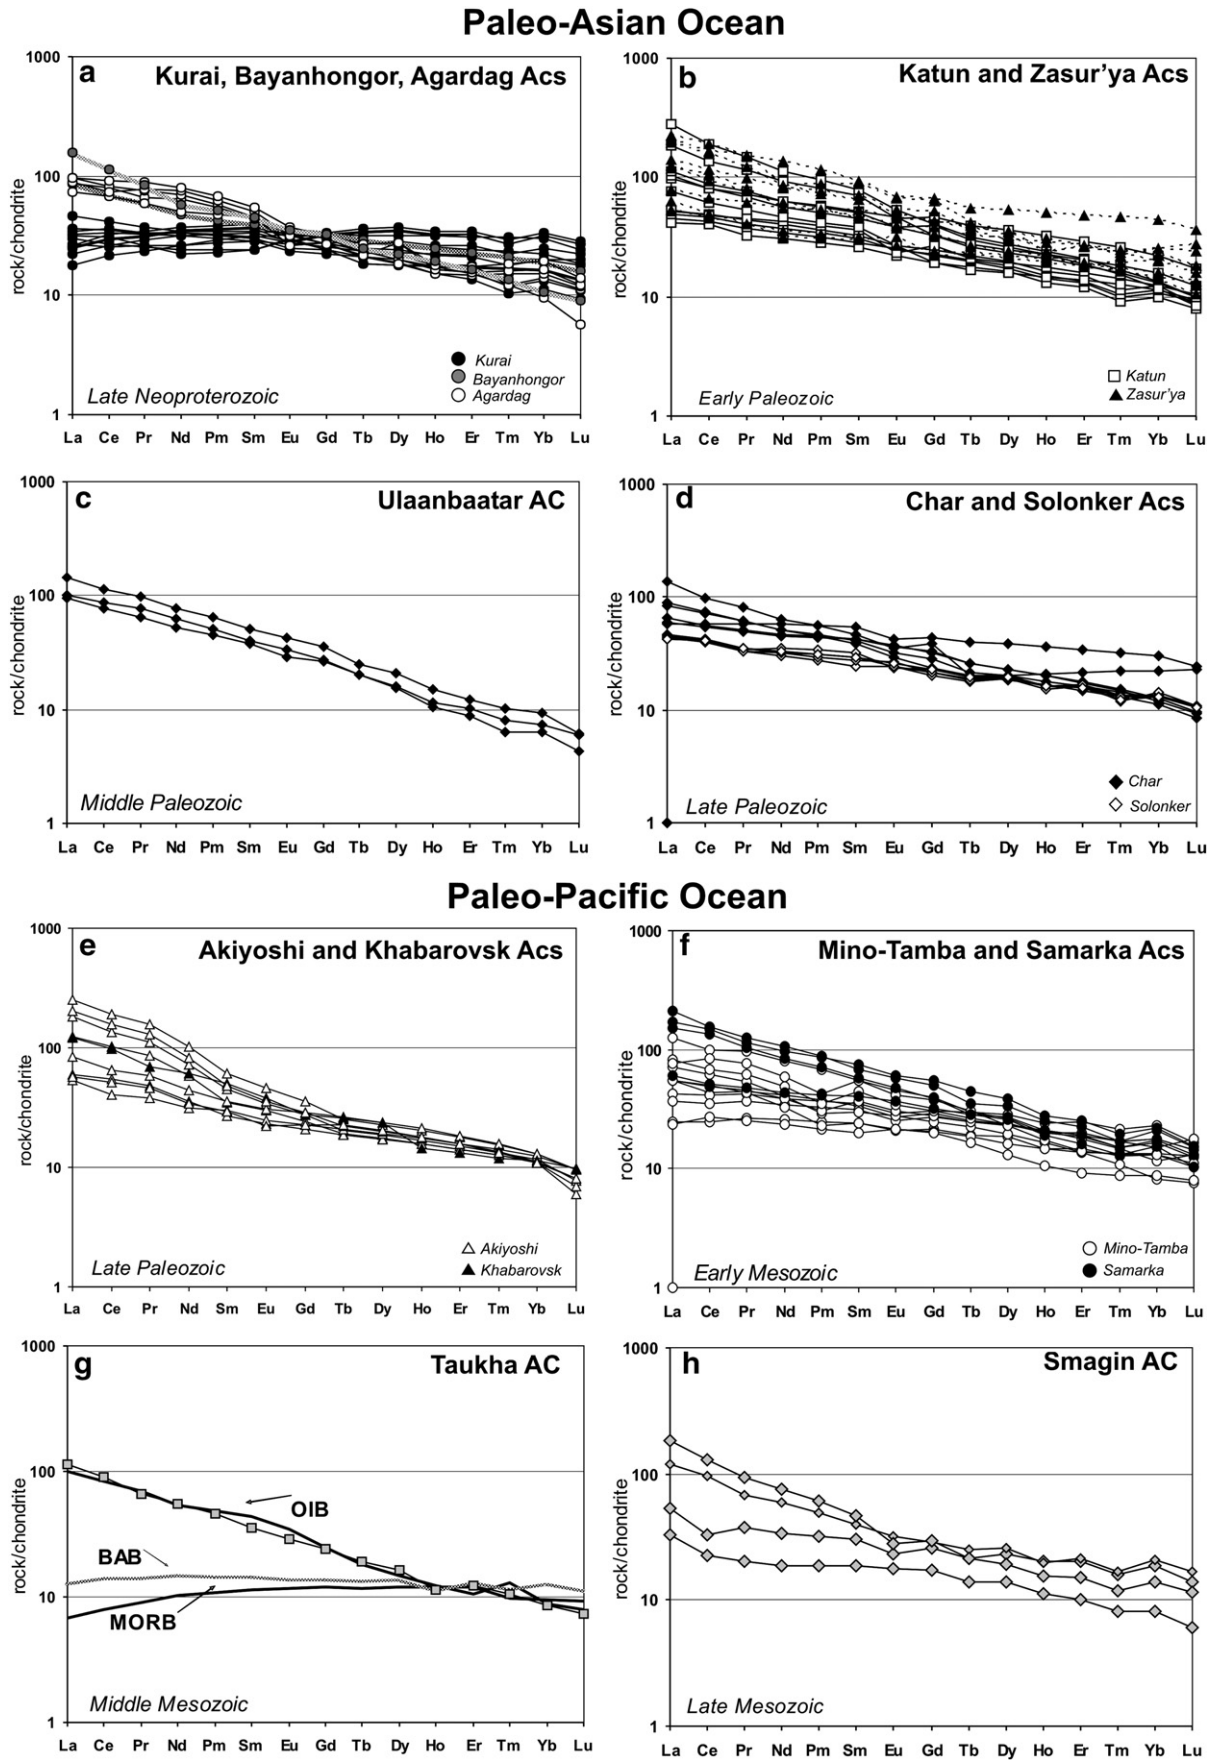 Paleo-Asian Ocean
a
Kurai, Bayanhongor, Agardag Acs
1000
100
10
1
rock/chondrite
Kurai
Bayanhongor
Agardag
Late Neoproterozoic
La Ce Pr Nd Pm Sm Eu Gd Tb Dy Ho Er Tm Yb Lu
b
Katun and Zasur'ya Acs
1000
100
10
1
rock/chondrite
Katun
Zasur'ya
Early Paleozoic
La Ce Pr Nd Pm Sm Eu Gd Tb Dy Ho Er Tm Yb Lu
c
Ulaanbaatar AC
1000
100
10
1
rock/chondrite
Middle Paleozoic
La Ce Pr Nd Pm Sm Eu Gd Tb Dy Ho Er Tm Yb Lu
d
Char and Solonker Acs
1000
100
10
1
rock/chondrite
Char
Solonker
Late Paleozoic
La Ce Pr Nd Pm Sm Eu Gd Tb Dy Ho Er Tm Yb Lu
Paleo-Pacific Ocean
e
Akiyoshi and Khabarovsk Acs
1000
100
10
1
rock/chondrite
Akiyoshi
Khabarovsk
Late Paleozoic
La Ce Pr Nd Sm Eu Gd Tb Dy Ho Er Tm Yb Lu
f
Mino-Tamba and Samarka Acs
1000
100
10
1
rock/chondrite
Mino-Tamba
Samarka
Early Mesozoic
La Ce Pr Nd Pm Sm Eu Gd Tb Dy Ho Er Tm Yb Lu
g
Taukha AC
1000
100
10
1
rock/chondrite
OIB
BAB
MORB
Middle Mesozoic
La Ce Pr Nd Pm Sm Eu Gd Tb Dy Ho Er Tm Yb Lu
h
Smagin AC
1000
100
10
1
rock/chondrite
Late Mesozoic
La Ce Pr Nd Pm Sm Eu Gd Tb Dy Ho Er Tm Yb Lu